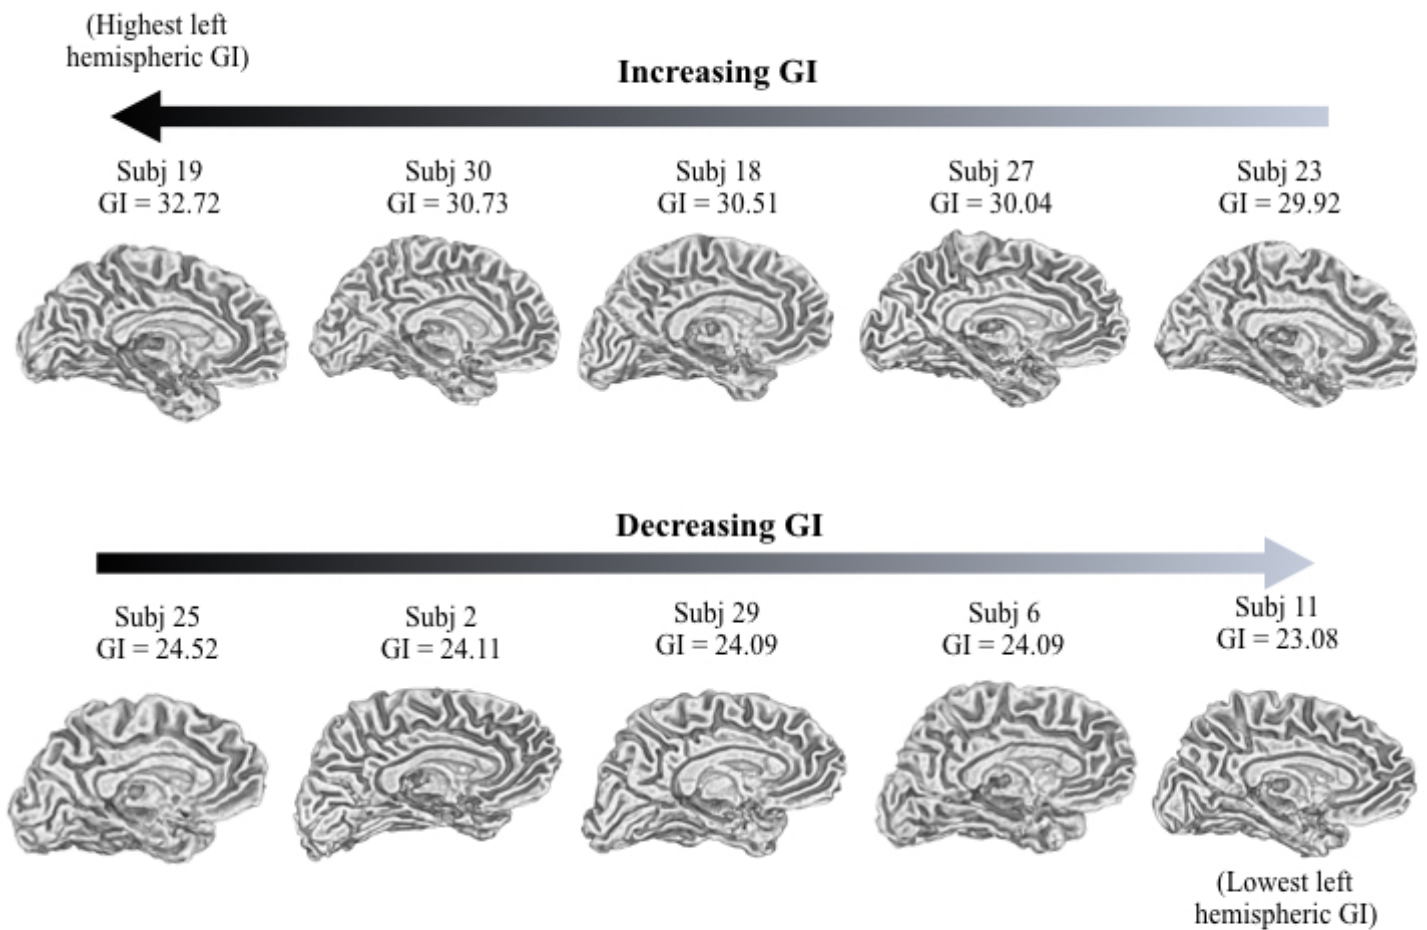 (Highest left
hemispheric GI)
Increasing GI
Subj 19
GI = 32.72
Subj 30
GI = 30.73
Subj 18
GI = 30.51
Subj 27
GI = 30.04
Subj 23
GI = 29.92
Decreasing GI
Subj 25
GI = 24.52
Subj 2
GI = 24.11
Subj 29
GI = 24.09
Subj 6
GI = 24.09
Subj 11
GI = 23.08
(Lowest left
hemispheric GI)